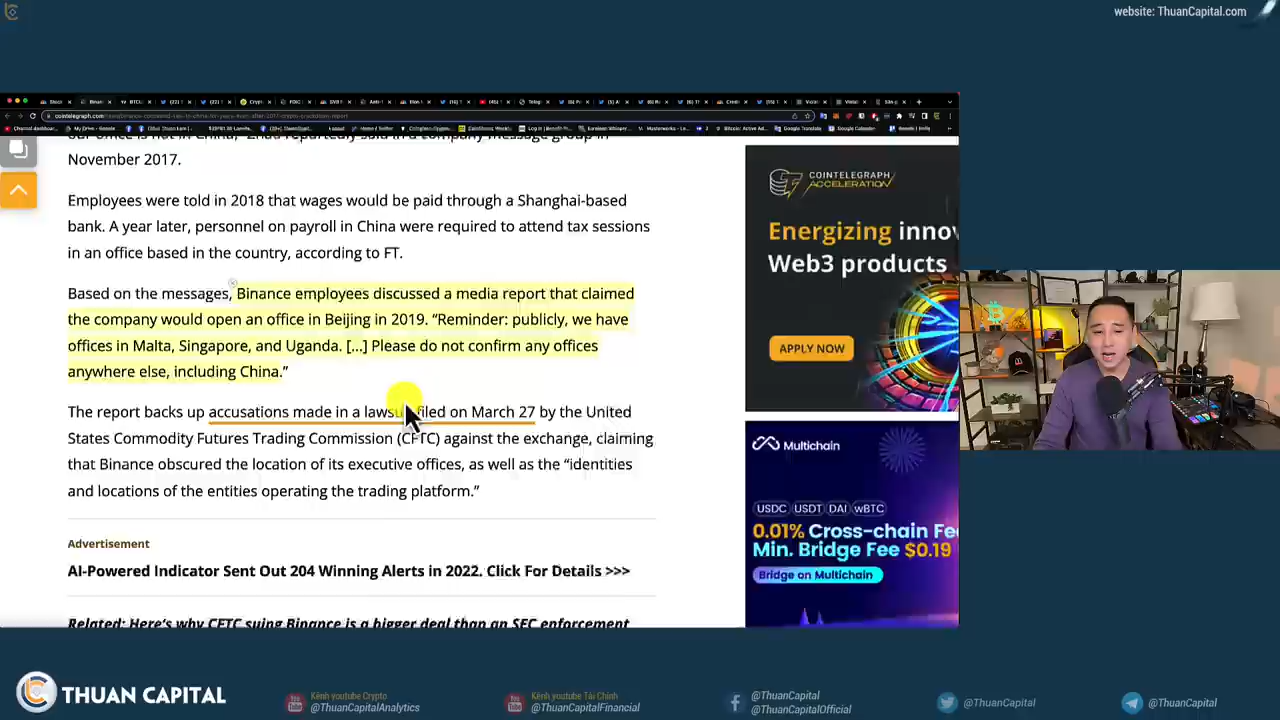 website: ThuanCapital.com
November 2017.
Employees were told in 2018 that wages would be paid through a Shanghai-based
bank. A year later, personnel on payroll in China were required to attend tax sessions
in an office based in the country, according to FT.
Based on the messages, Binance employees discussed a media report that claimed
the company would open an office in Beijing in 2019. “Reminder: publicly, we have
offices in Malta, Singapore, and Uganda. [...] Please do not confirm any offices
anywhere else, including China.”
The report backs up accusations made in a lawsuit filed on March 27 by the United
States Commodity Futures Trading Commission (CFTC) against the exchange, claiming
that Binance obscured the location of its executive offices, as well as the “identities
and locations of the entities operating the trading platform.”
Advertisement
AI-Powered Indicator Sent Out 204 Winning Alerts in 2022. Click For Details >>>
Related: Here’s why CFTC suing Binance is a bigger deal than an SEC enforcement
COINTELEGRAPH
ACCELERATION
Energizing inno
Web3 products
APPLY NOW
Multichain
USDC USDT DAI wBTC
0.01% Cross-chain Fe
Min. Bridge Fee $0.19
Bridge on Multichain
THUAN CAPITAL
Kênh youtube Crypto
@ThuanCapitalAnalytics
Kênh youtube Tài Chính
@ThuanCapitalFinancial
@ThuanCapital
@ThuanCapitalOfficial
@ThuanCapital
@ThuanCapital